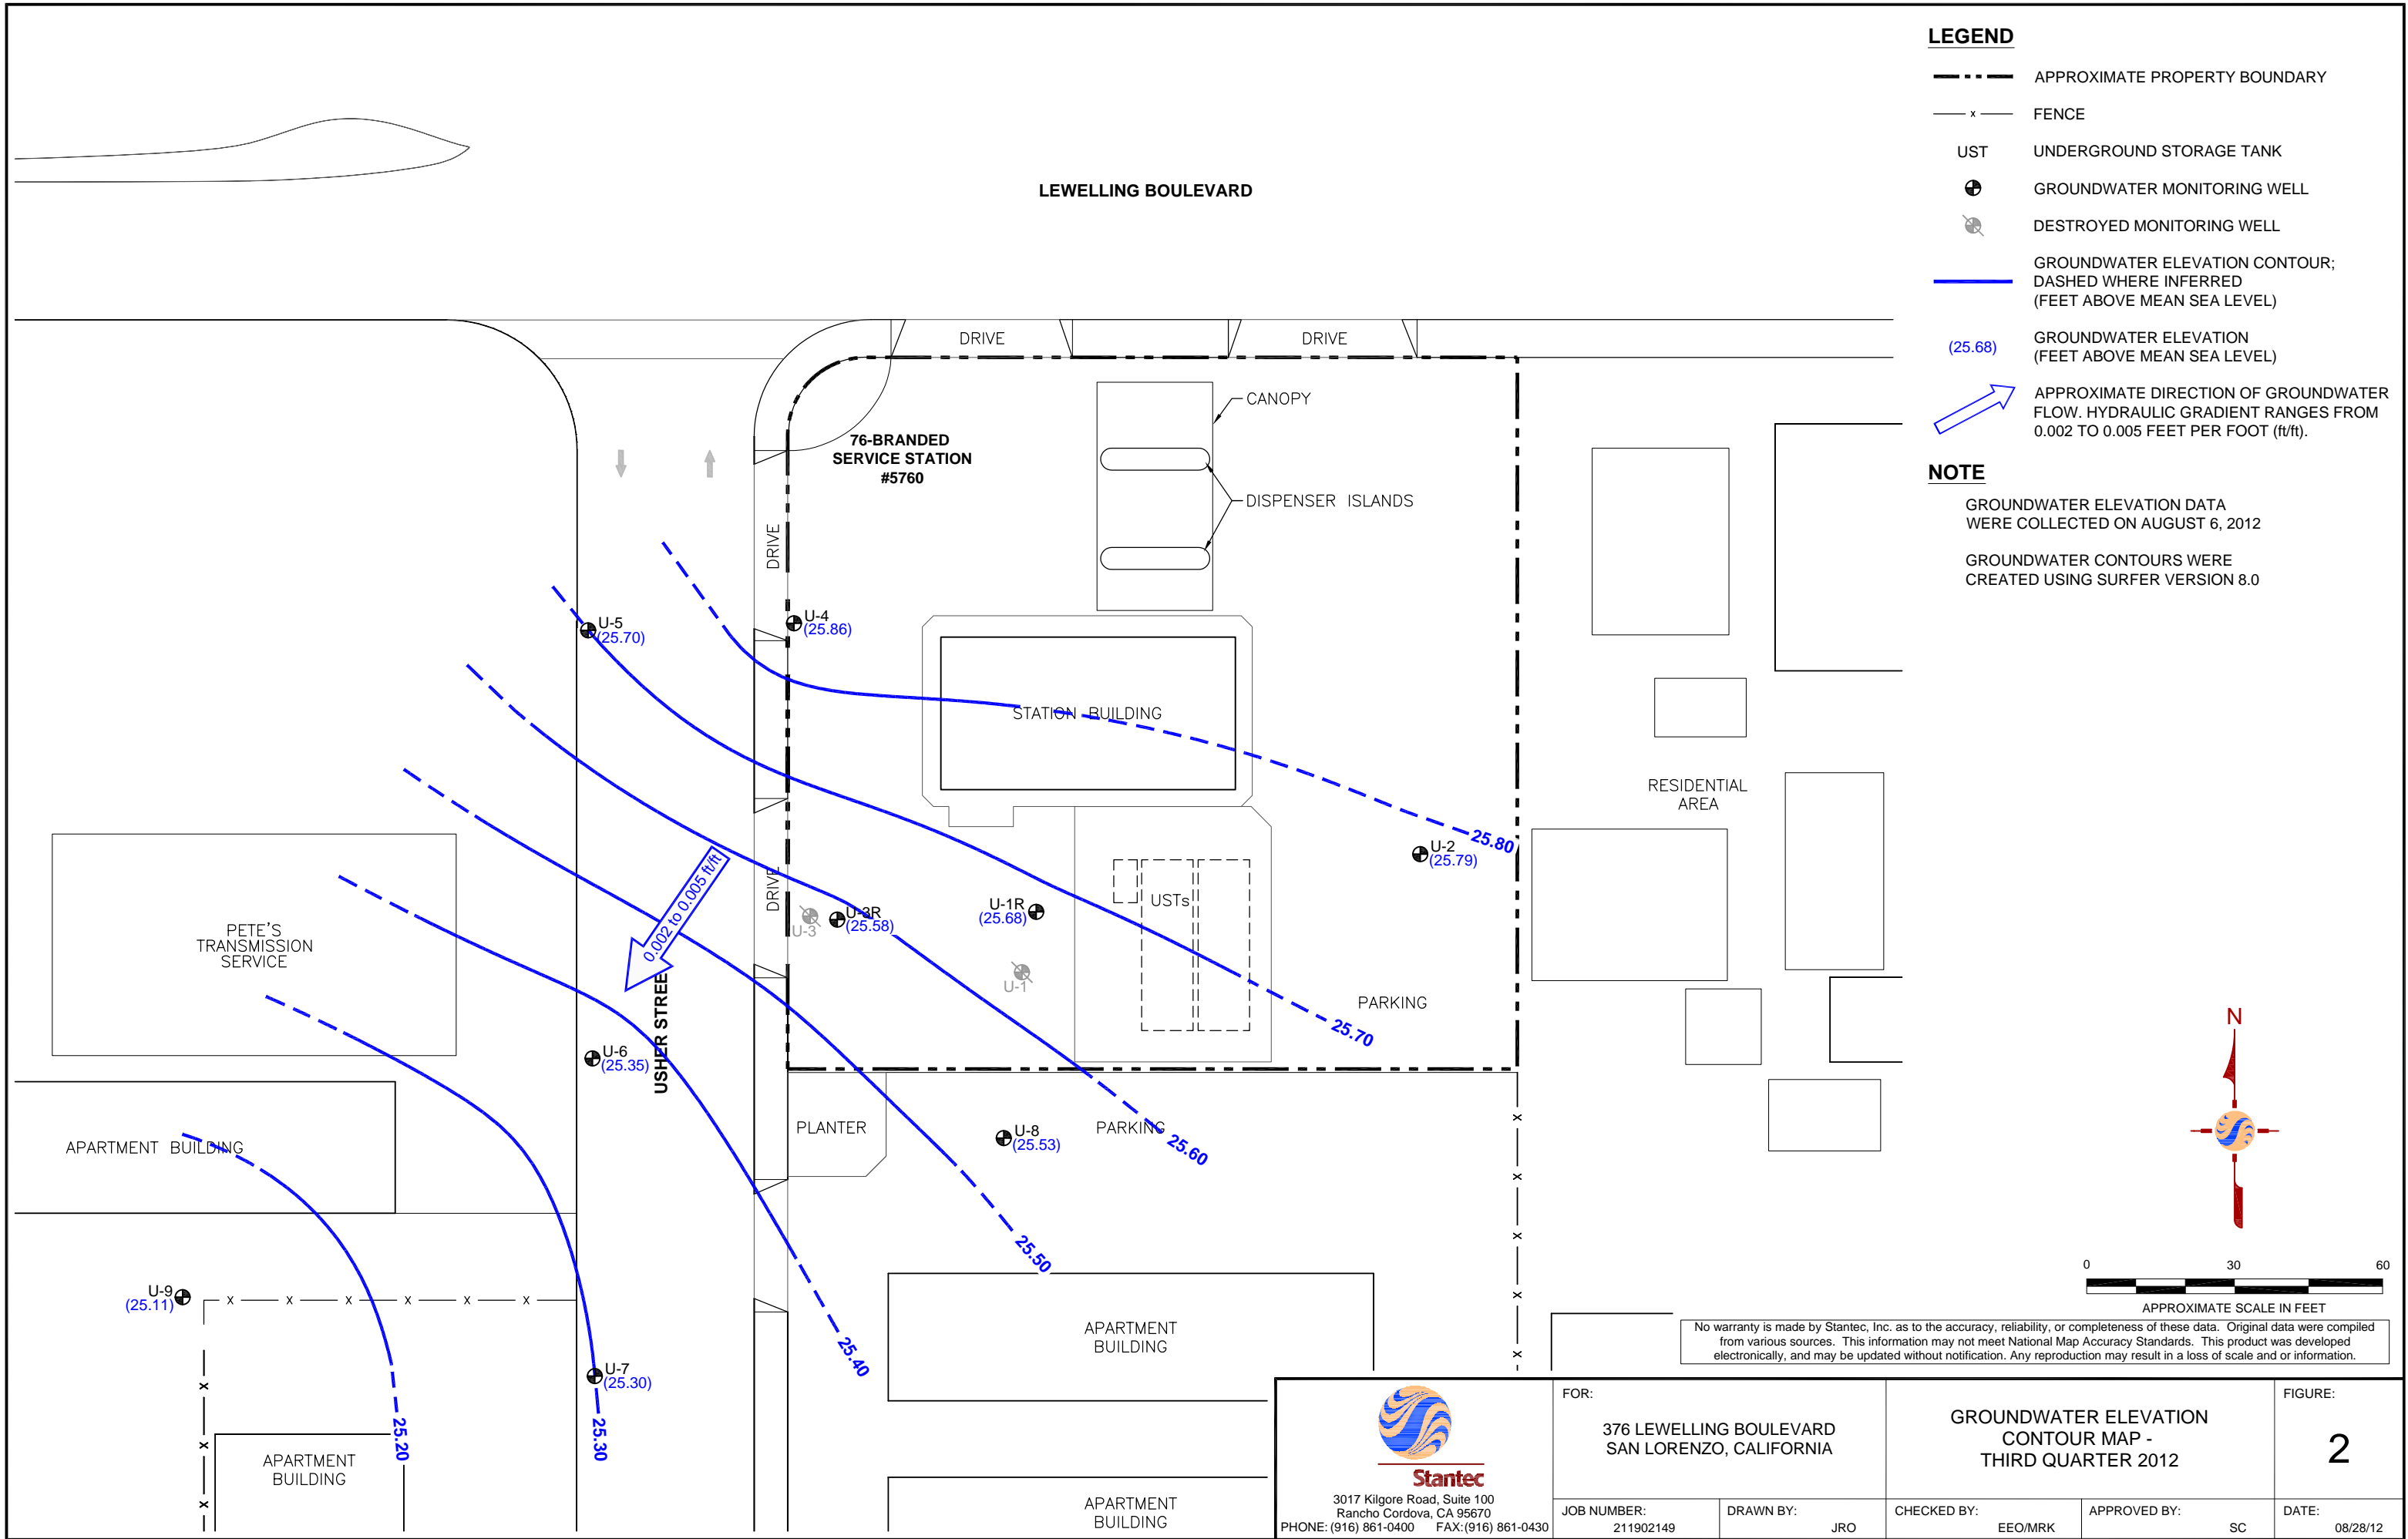 LEGEND
APPROXIMATE PROPERTY BOUNDARY
x
FENCE
UST
UNDERGROUND STORAGE TANK
GROUNDWATER MONITORING WELL
DESTROYED MONITORING WELL
GROUNDWATER ELEVATION CONTOUR;
DASHED WHERE INFERRED
(FEET ABOVE MEAN SEA LEVEL)
(25.68)
GROUNDWATER ELEVATION
(FEET ABOVE MEAN SEA LEVEL)
APPROXIMATE DIRECTION OF GROUNDWATER
FLOW. HYDRAULIC GRADIENT RANGES FROM
0.002 TO 0.005 FEET PER FOOT (ft/ft).
NOTE
GROUNDWATER ELEVATION DATA
WERE COLLECTED ON AUGUST 6, 2012
GROUNDWATER CONTOURS WERE
CREATED USING SURFER VERSION 8.0
LEWELLING BOULEVARD
DRIVE
DRIVE
CANOPY
76-BRANDED
SERVICE STATION
#5760
DISPENSER ISLANDS
DRIVE
U-5
(25.70)
U-4
(25.86)
STATION BUILDING
RESIDENTIAL
AREA
25.80
U-2
(25.79)
DRIVE
0.002 to 0.005 ft/ft
USTs
U-1R
(25.68)
U-3R
(25.58)
U-3
U-1
PETE'S
TRANSMISSION
SERVICE
PARKING
25.70
USHER STREET
U-6
(25.35)
PLANTER
U-8
(25.53)
PARKING
25.60
APARTMENT BUILDING
25.50
U-9
(25.11)
x x x x x x
25.40
U-7
(25.30)
25.20
25.30
APARTMENT
BUILDING
APARTMENT
BUILDING
APARTMENT
BUILDING
x
x
x
x
x
x
x
x
N
0 30 60
APPROXIMATE SCALE IN FEET
No warranty is made by Stantec, Inc. as to the accuracy, reliability, or completeness of these data. Original data were compiled
from various sources. This information may not meet National Map Accuracy Standards. This product was developed
electronically, and may be updated without notification. Any reproduction may result in a loss of scale and or information.
Stantec
3017 Kilgore Road, Suite 100
Rancho Cordova, CA 95670
PHONE: (916) 861-0400 FAX:(916) 861-0430
FOR:
376 LEWELLING BOULEVARD
SAN LORENZO, CALIFORNIA
GROUNDWATER ELEVATION
CONTOUR MAP -
THIRD QUARTER 2012
FIGURE:
2
JOB NUMBER:
211902149
DRAWN BY:
JRO
CHECKED BY:
EEO/MRK
APPROVED BY:
SC
DATE:
08/28/12